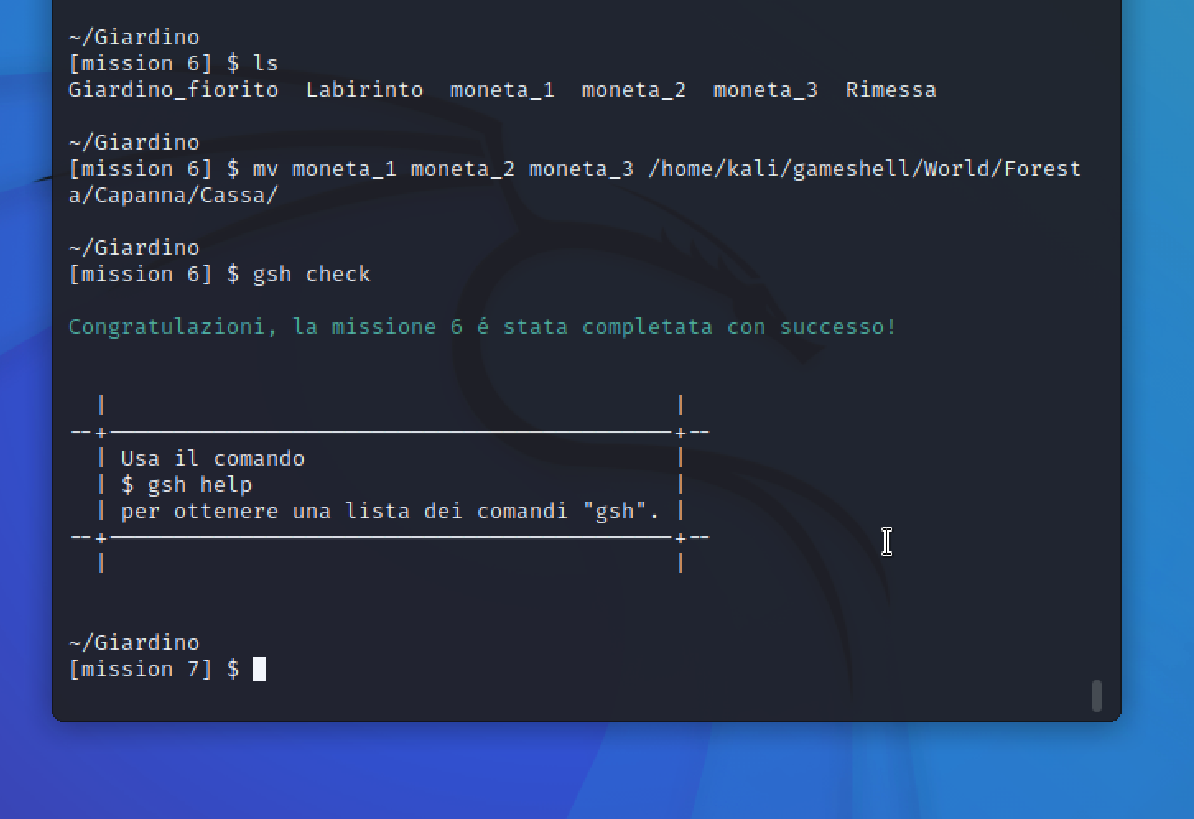 ~/Giardino
[mission 6] $ ls
Giardino_fiorito  Labirinto  moneta_1  moneta_2  moneta_3  Rimessa
~/Giardino
[mission 6] $ mv moneta_1 moneta_2 moneta_3 /home/kali/gameshell/World/Forest
a/Capanna/Cassa/
~/Giardino
[mission 6] $ gsh check
Congratulazioni, la missione 6 é stata completata con successo!
Usa il comando
$ gsh help
per ottenere una lista dei comandi "gsh".
~/Giardino
[mission 7] $